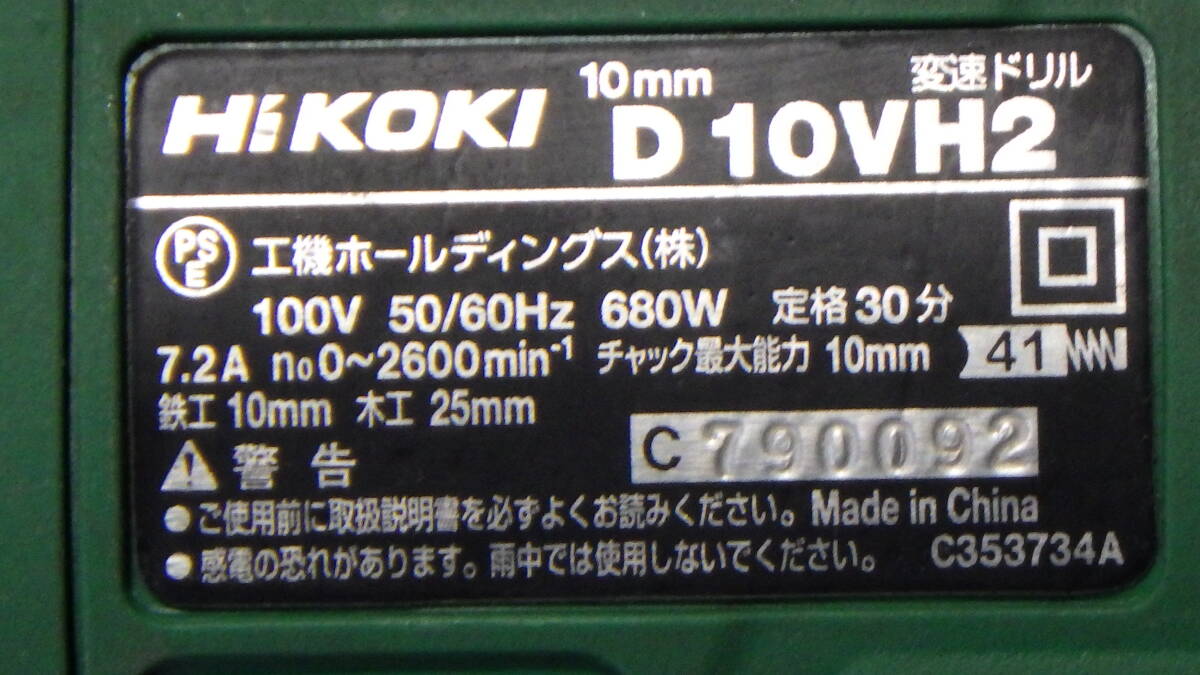 HiKOKI 10mm 変速ドリル
D 10VH2
PSE 工機ホールディングス(株)
100V 50/60Hz 680W 定格30分
7.2A no0~2600min-1 チャック最大能力 10mm 41
鉄工 10mm 木工 25mm
C 790092
警告
●ご使用前に取扱説明書を必ずよくお読みください。 Made in China
●感電の恐れがあります。雨中では使用しないでください。 C353734A